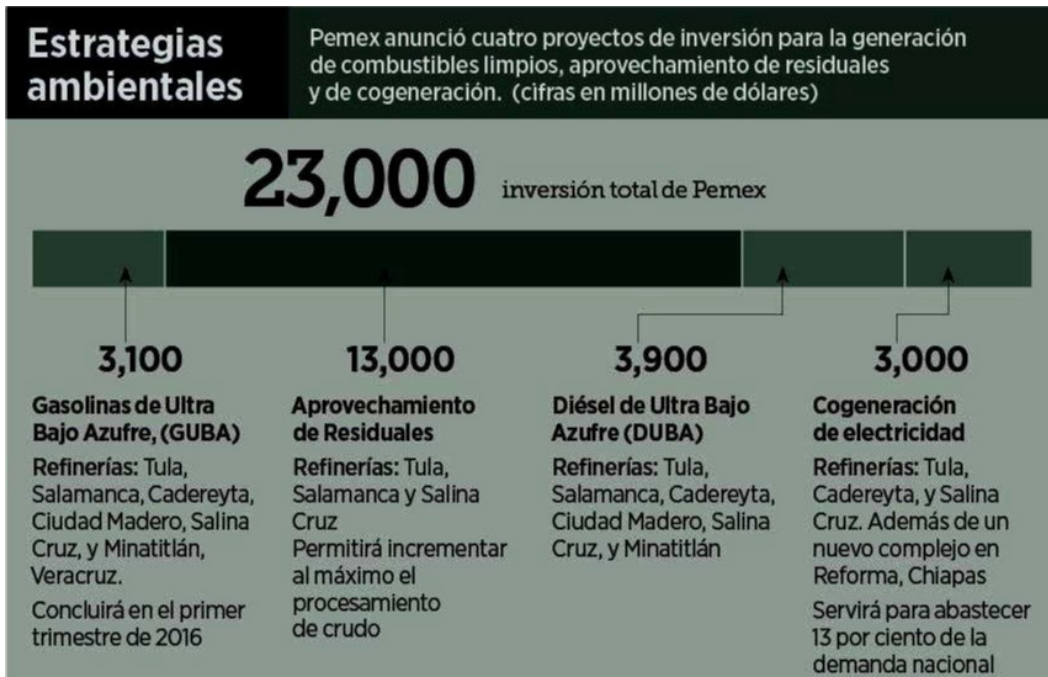 Estrategias
ambientales
Pemex anunció cuatro proyectos de inversión para la generación
de combustibles limpios, aprovechamiento de residuales
y de cogeneración. (cifras en millones de dólares)
23,000 inversión total de Pemex
3,100
Gasolinas de Ultra
Bajo Azufre, (GUBA)
Refinerías: Tula,
Salamanca, Cadereyta,
Ciudad Madero, Salina
Cruz, y Minatitlán,
Veracruz.
Concluirá en el primer
trimestre de 2016
13,000
Aprovechamiento
de Residuales
Refinerías: Tula,
Salamanca y Salina
Cruz
Permitirá incrementar
al máximo el
procesamiento
de crudo
3,900
Diésel de Ultra Bajo
Azufre (DUBA)
Refinerías: Tula,
Salamanca, Cadereyta,
Ciudad Madero, Salina
Cruz, y Minatitlán
3,000
Cogeneración
de electricidad
Refinerías: Tula,
Cadereyta, y Salina
Cruz. Además de un
nuevo complejo en
Reforma, Chiapas
Servirá para abastecer
13 por ciento de la
demanda nacional